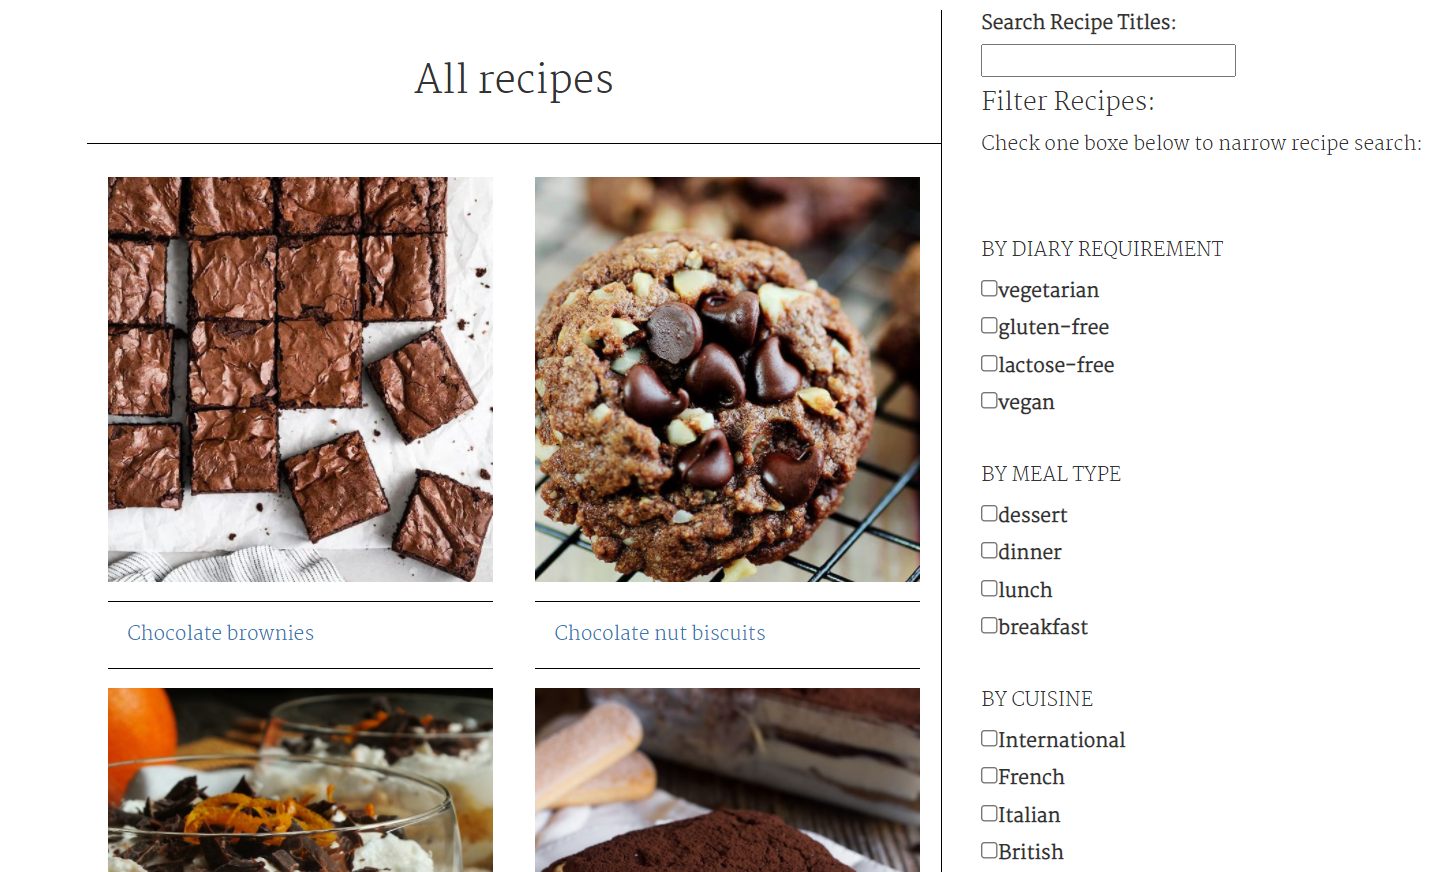 All recipes
Chocolate brownies
Chocolate nut biscuits
Search Recipe Titles:
Filter Recipes:
Check one boxe below to narrow recipe search:
BY DIARY REQUIREMENT
vegetarian
gluten-free
lactose-free
vegan
BY MEAL TYPE
dessert
dinner
lunch
breakfast
BY CUISINE
International
French
Italian
British